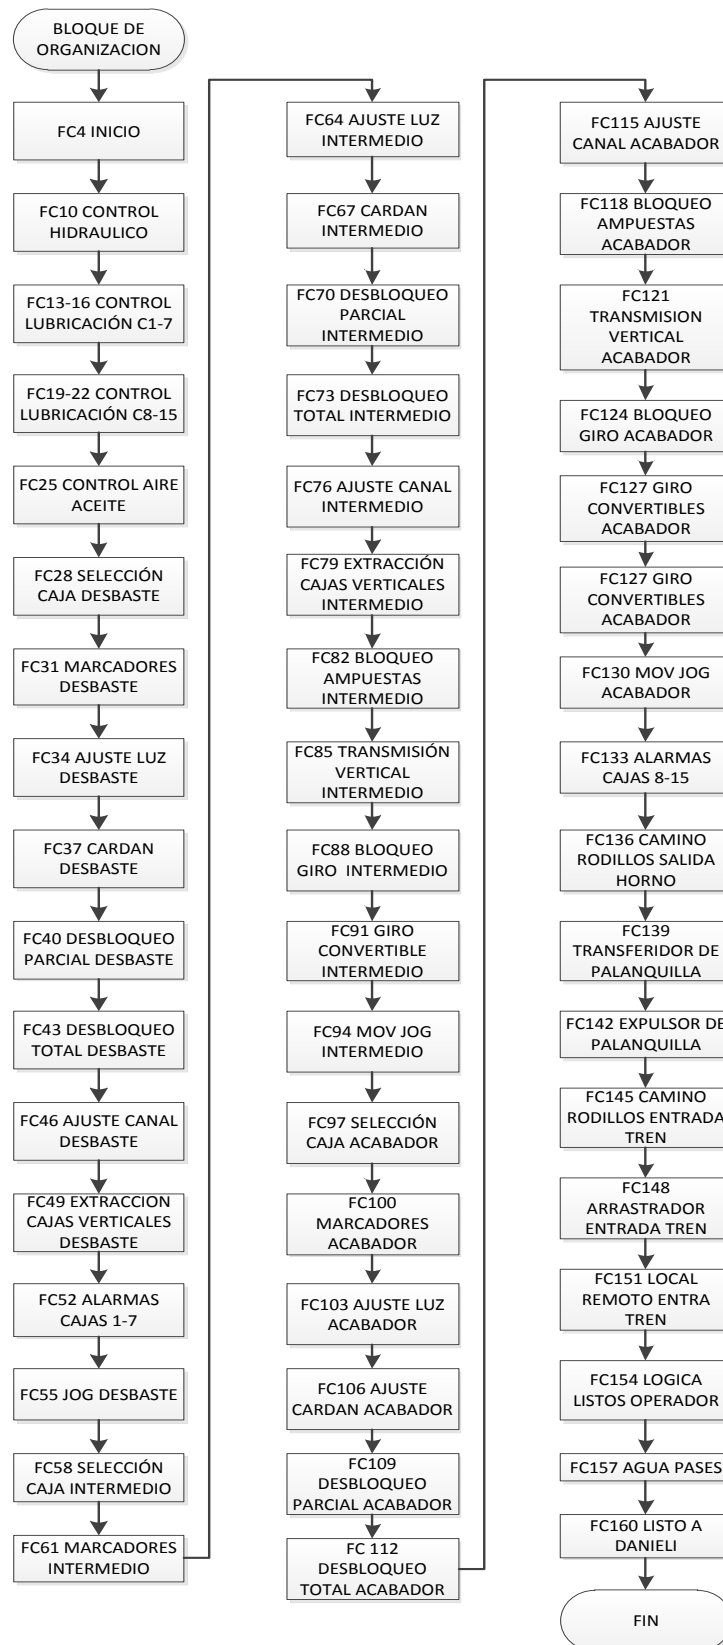 BLOQUE DE
ORGANIZACION
FC4 INICIO
FC10 CONTROL
HIDRAULICO
FC13-16 CONTROL
LUBRICACIÓN C1-7
FC19-22 CONTROL
LUBRICACIÓN C8-15
FC25 CONTROL AIRE
ACEITE
FC28 SELECCIÓN
CAJA DESBASTE
FC31 MARCADORES
DESBASTE
FC34 AJUSTE LUZ
DESBASTE
FC37 CARDAN
DESBASTE
FC40 DESBLOQUEO
PARCIAL DESBASTE
FC43 DESBLOQUEO
TOTAL DESBASTE
FC46 AJUSTE CANAL
DESBASTE
FC49 EXTRACCION
CAJAS VERTICALES
DESBASTE
FC52 ALARMAS
CAJAS 1-7
FC55 JOG DESBASTE
FC58 SELECCIÓN
CAJA INTERMEDIO
FC61 MARCADORES
INTERMEDIO
FC64 AJUSTE LUZ
INTERMEDIO
FC67 CARDAN
INTERMEDIO
FC70 DESBLOQUEO
PARCIAL
INTERMEDIO
FC73 DESBLOQUEO
TOTAL INTERMEDIO
FC76 AJUSTE CANAL
INTERMEDIO
FC79 EXTRACCIÓN
CAJAS VERTICALES
INTERMEDIO
FC82 BLOQUEO
AMPUESTAS
INTERMEDIO
FC85 TRANSMISIÓN
VERTICAL
INTERMEDIO
FC88 BLOQUEO
GIRO INTERMEDIO
FC91 GIRO
CONVERTIBLE
INTERMEDIO
FC94 MOV JOG
INTERMEDIO
FC97 SELECCIÓN
CAJA ACABADOR
FC100
MARCADORES
ACABADOR
FC103 AJUSTE LUZ
ACABADOR
FC106 AJUSTE
CARDAN ACABADOR
FC109
DESBLOQUEO
PARCIAL ACABADOR
FC 112
DESBLOQUEO
TOTAL ACABADOR
FC115 AJUSTE
CANAL ACABADOR
FC118 BLOQUEO
AMPUESTAS
ACABADOR
FC121
TRANSMISION
VERTICAL
ACABADOR
FC124 BLOQUEO
GIRO ACABADOR
FC127 GIRO
CONVERTIBLES
ACABADOR
FC127 GIRO
CONVERTIBLES
ACABADOR
FC130 MOV JOG
ACABADOR
FC133 ALARMAS
CAJAS 8-15
FC136 CAMINO
RODILLOS SALIDA
HORNO
FC139
TRANSFERIDOR DE
PALANQUILLA
FC142 EXPULSOR DE
PALANQUILLA
FC145 CAMINO
RODILLOS ENTRADA
TREN
FC148
ARRASTRADOR
ENTRADA TREN
FC151 LOCAL
REMOTO ENTRA
TREN
FC154 LOGICA
LISTOS OPERADOR
FC157 AGUA PASES
FC160 LISTO A
DANIELI
FIN